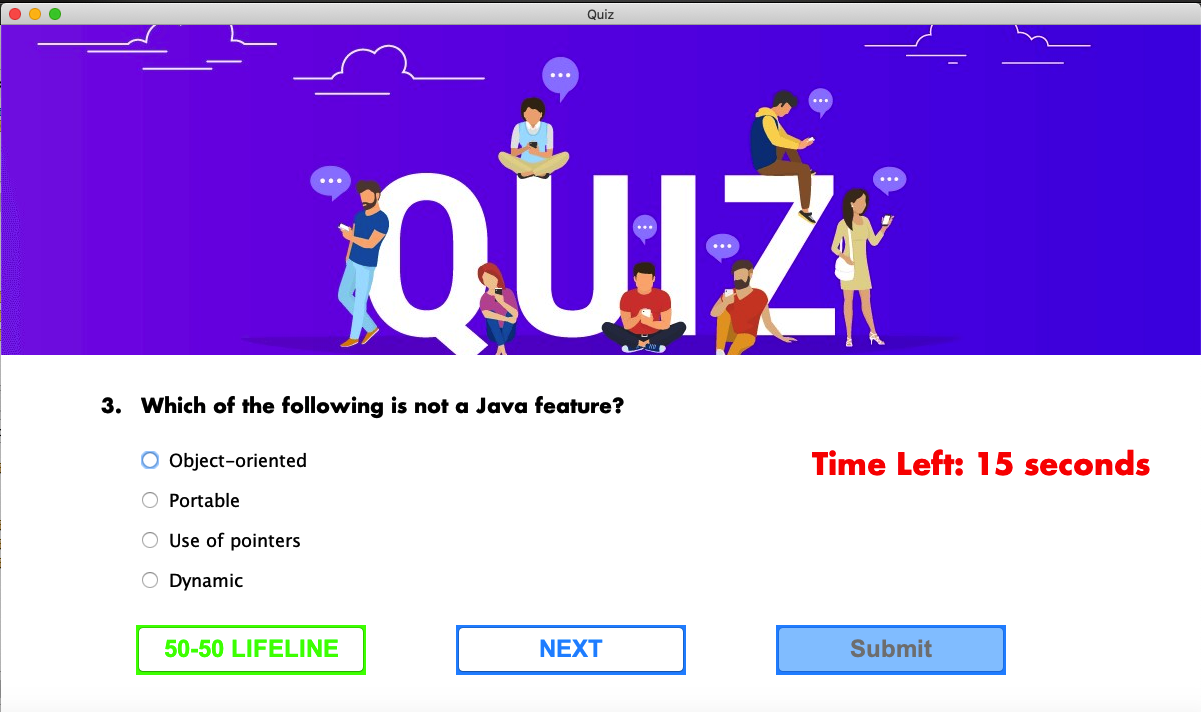 Quiz
QUIZ
3. Which of the following is not a Java feature?
Object-oriented
Time Left: 15 seconds
Portable
Use of pointers
Dynamic
50-50 LIFELINE
NEXT
Submit